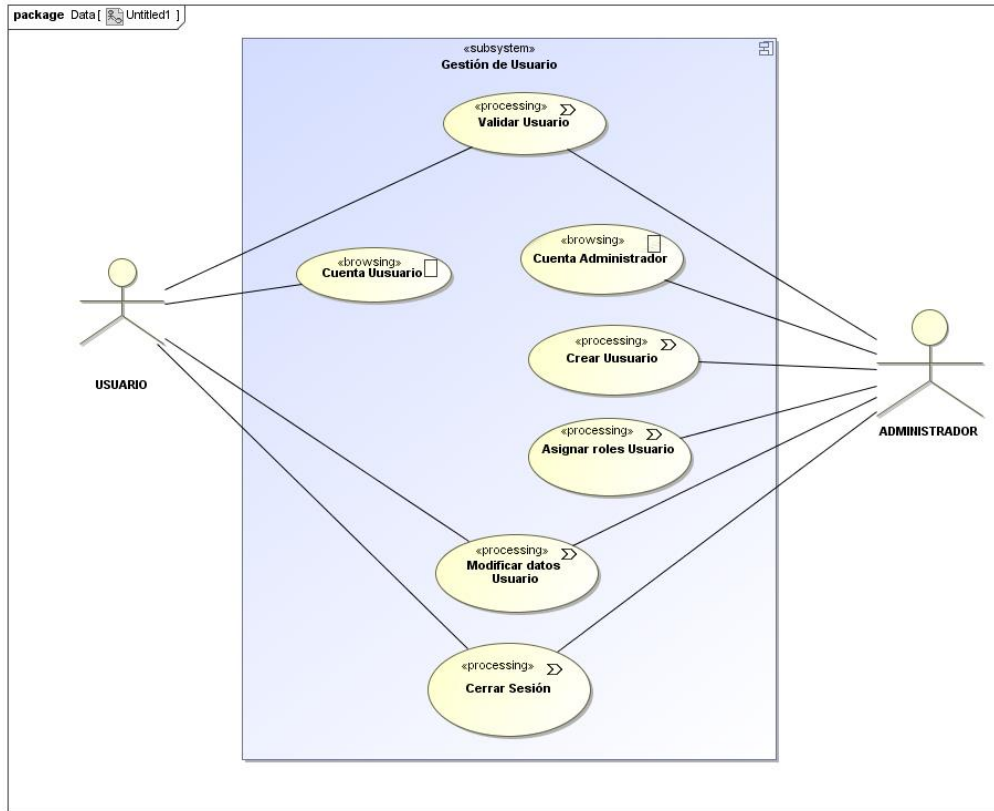 package Data [ Untitled1 ]
«subsystem»
Gestión de Usuario
«processing»
Validar Usuario
«browsing»
Cuenta Uusuario
«browsing»
Cuenta Administrador
«processing»
Crear Uusuario
«processing»
Asignar roles Usuario
USUARIO
ADMINISTRADOR
«processing»
Modificar datos
Usuario
«processing»
Cerrar Sesión